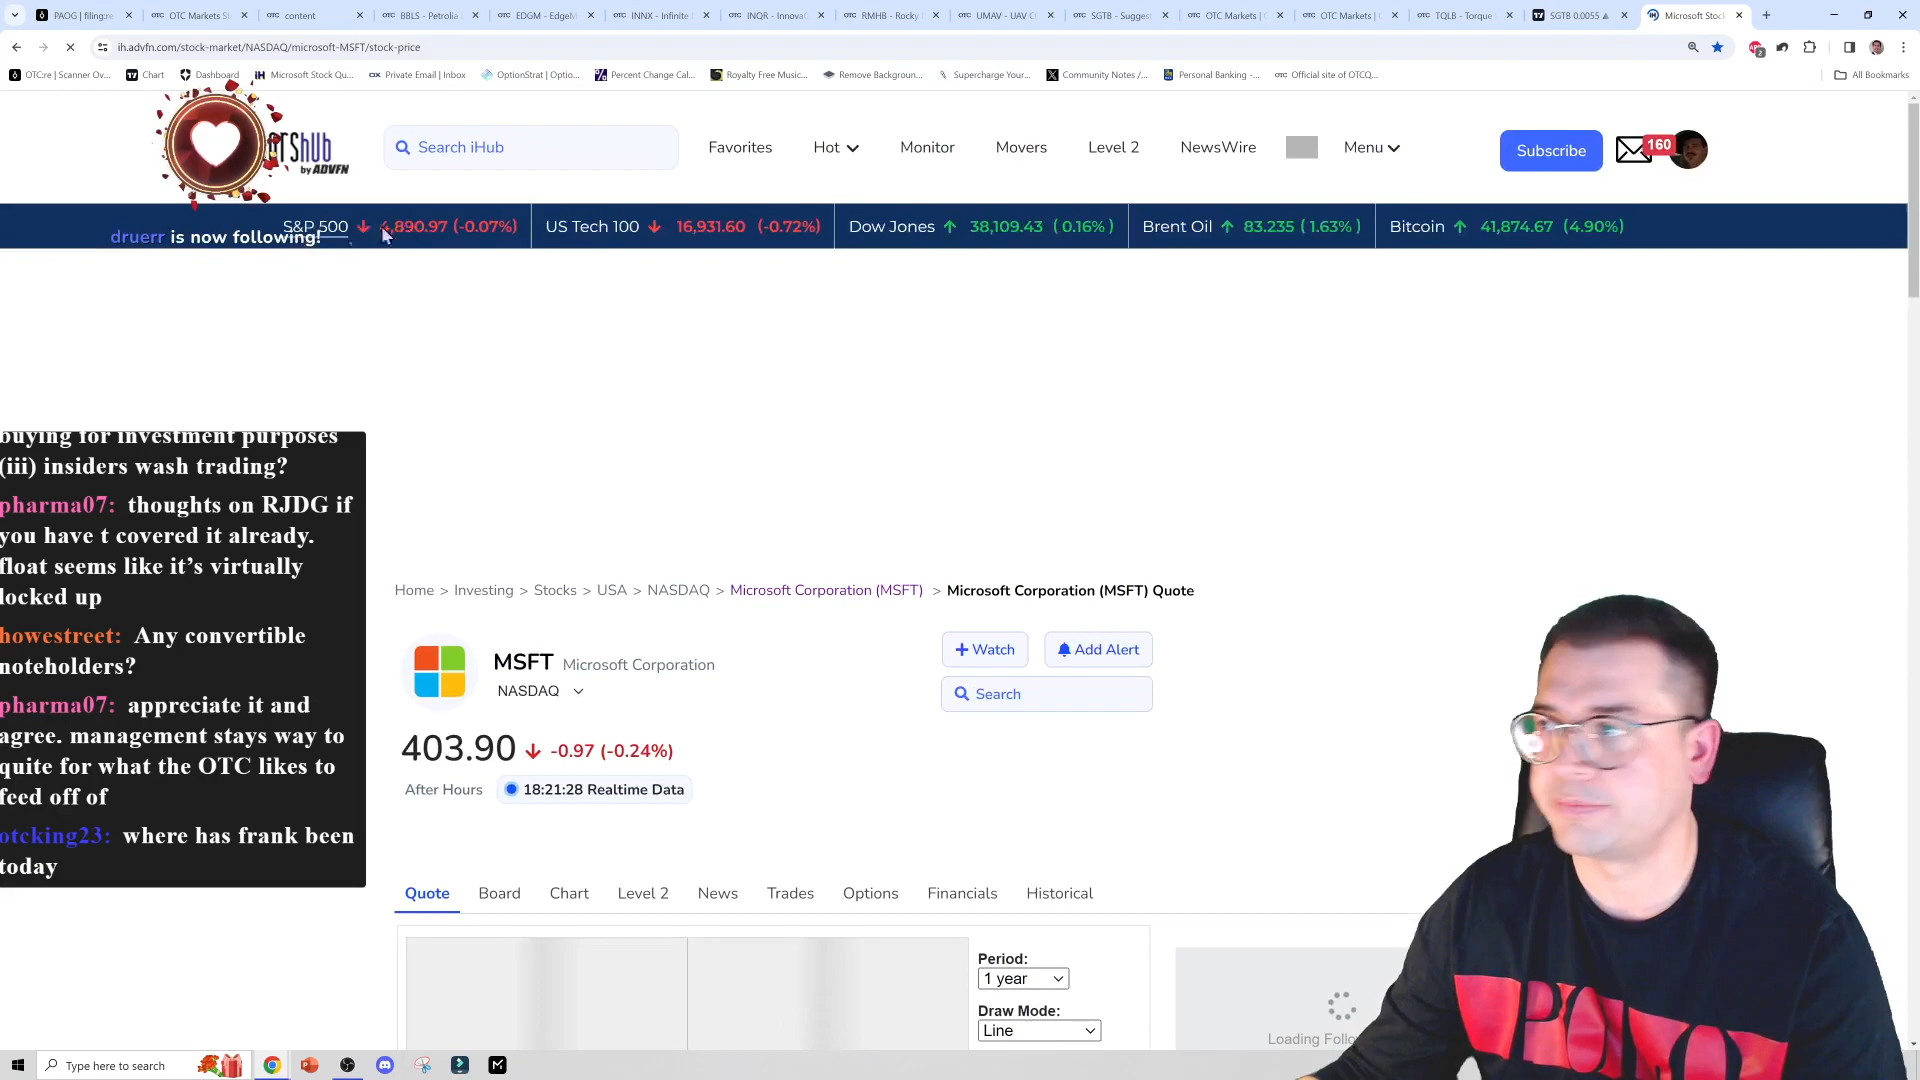 PAOG | filing:re
OTC Markets St
content
BBLS - Petrolia
EDGM - EdgeM
INNX - Infinite
INQR - Innova
RMHB - Rocky
UMAV - UAV C
SGTB - Suggest
OTC Markets |
OTC Markets |
TQLB - Torque
SGTB 0.0055
Microsoft Stoc
ih.advfn.com/stock-market/NASDAQ/microsoft-MSFT/stock-price
OTC:re | Scanner Ov...
Chart
Dashboard
Microsoft Stock Qu...
Private Email | Inbox
OptionStrat | Optio...
Percent Change Cal...
Royalty Free Music...
Remove Backgroun...
Supercharge Your...
Community Notes /...
Personal Banking -...
Official site of OTCQ...
All Bookmarks
by ADVFN
Search iHub
Favorites
Hot
Monitor
Movers
Level 2
NewsWire
Menu
Subscribe
160
S&P 500 4,890.97 (-0.07%)
US Tech 100 16,931.60 (-0.72%)
Dow Jones 38,109.43 ( 0.16% )
Brent Oil 83.235 ( 1.63% )
Bitcoin 41,874.67 (4.90%)
druerr is now following!
buying for investment purposes
(iii) insiders wash trading?
pharma07: thoughts on RJDG if
you have t covered it already.
float seems like it’s virtually
locked up
howestreet: Any convertible
noteholders?
pharma07: appreciate it and
agree. management stays way to
quite for what the OTC likes to
feed off of
otcking23: where has frank been
today
Home > Investing > Stocks > USA > NASDAQ > Microsoft Corporation (MSFT) > Microsoft Corporation (MSFT) Quote
MSFT Microsoft Corporation
NASDAQ
Watch
Add Alert
Search
403.90 -0.97 (-0.24%)
After Hours 18:21:28 Realtime Data
Quote
Board
Chart
Level 2
News
Trades
Options
Financials
Historical
Period:
1 year
Draw Mode:
Line
Loading Follo
Type here to search